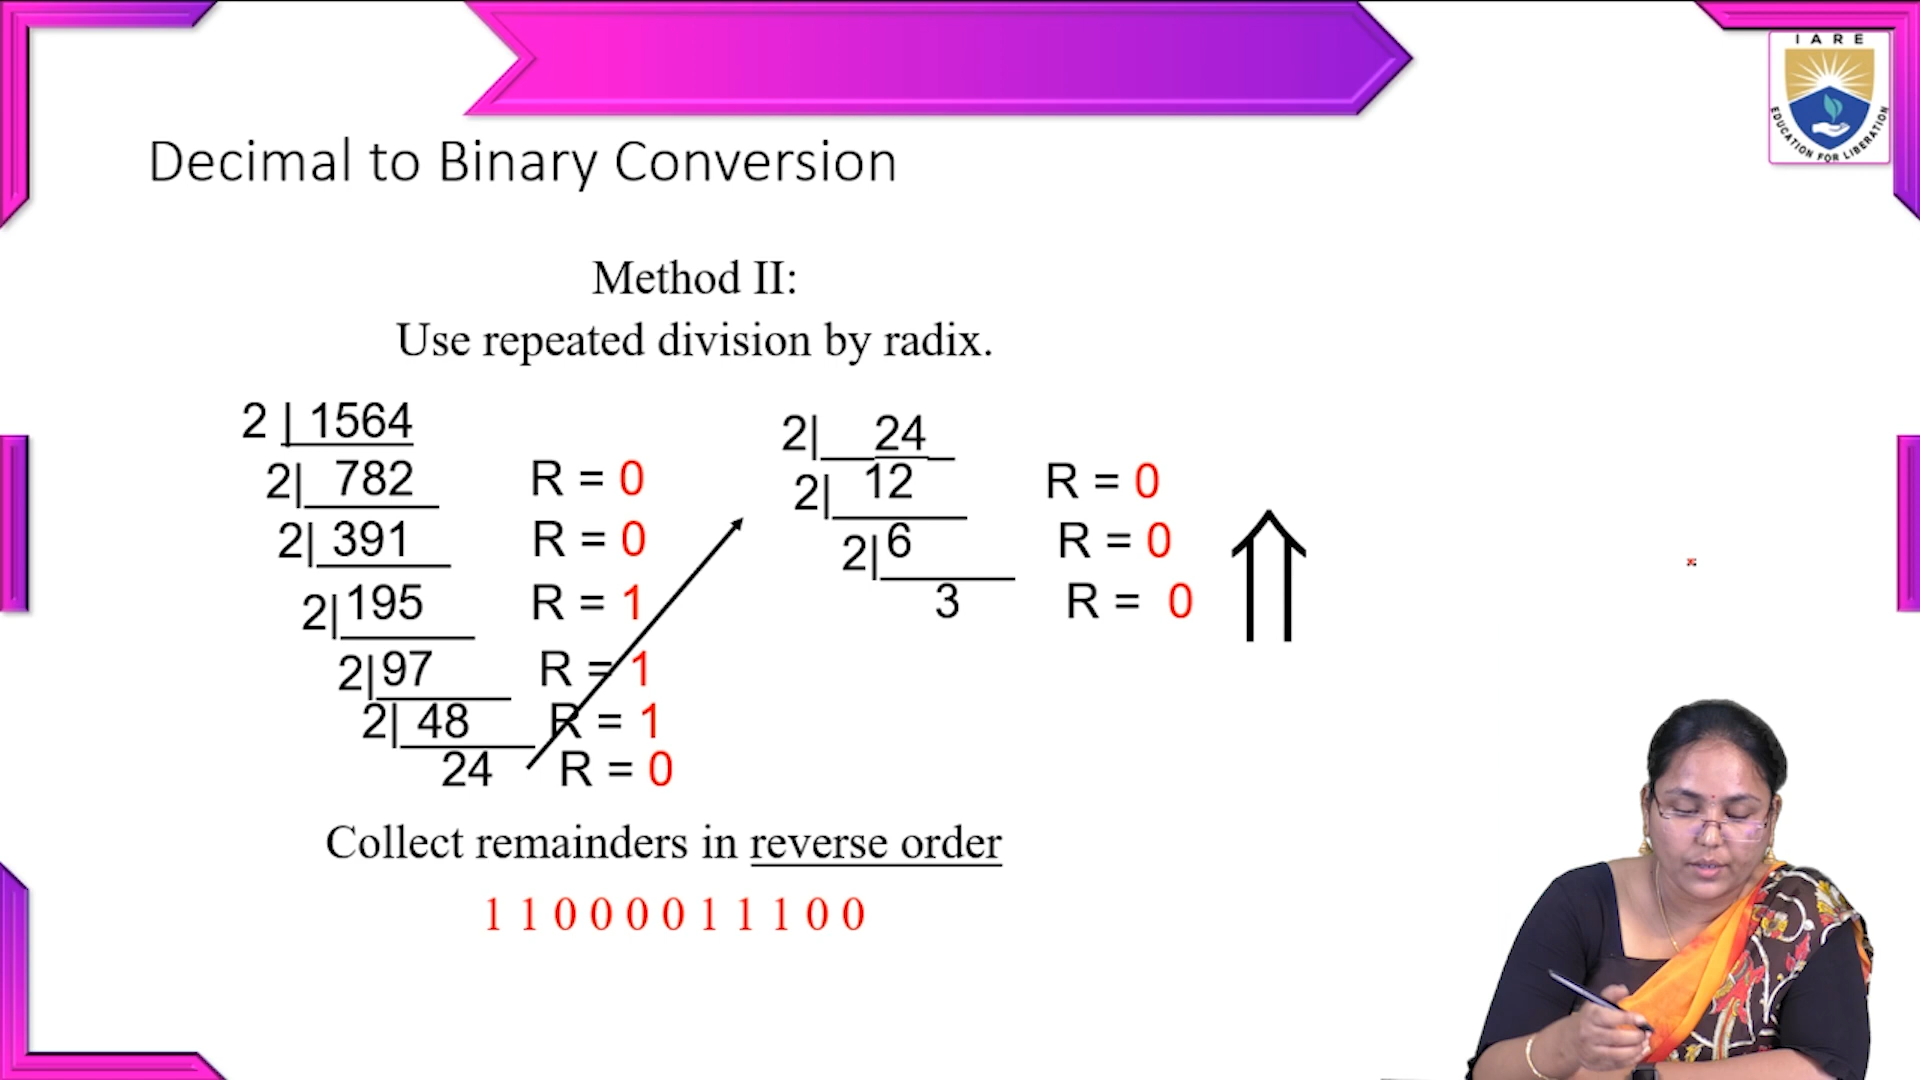 IARE
EDUCATION FOR LIBERATION
Decimal to Binary Conversion
Method II:
Use repeated division by radix.
2 | 1564
2| 782 R = 0
2| 391 R = 0
2|195 R = 1
2|97 R = 1
2| 48 R = 1
24 R = 0
2| 24
2| 12 R = 0
2|6 R = 0
3 R = 0
Collect remainders in reverse order
1 1 0 0 0 0 1 1 1 0 0